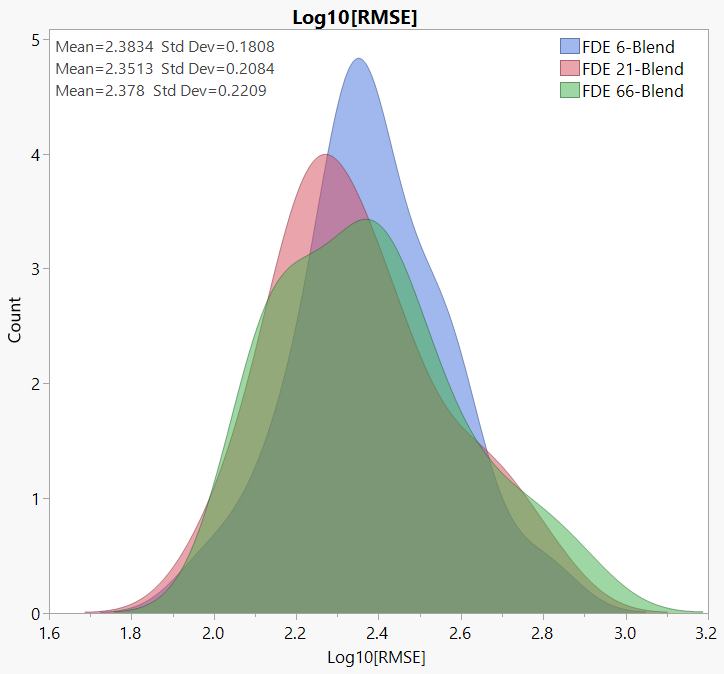 Log10[RMSE]
Mean=2.3834 Std Dev=0.1808
Mean=2.3513 Std Dev=0.2084
Mean=2.378 Std Dev=0.2209
FDE 6-Blend
FDE 21-Blend
FDE 66-Blend
Count
5
4
3
2
1
0
1.6 1.8 2.0 2.2 2.4 2.6 2.8 3.0 3.2
Log10[RMSE]